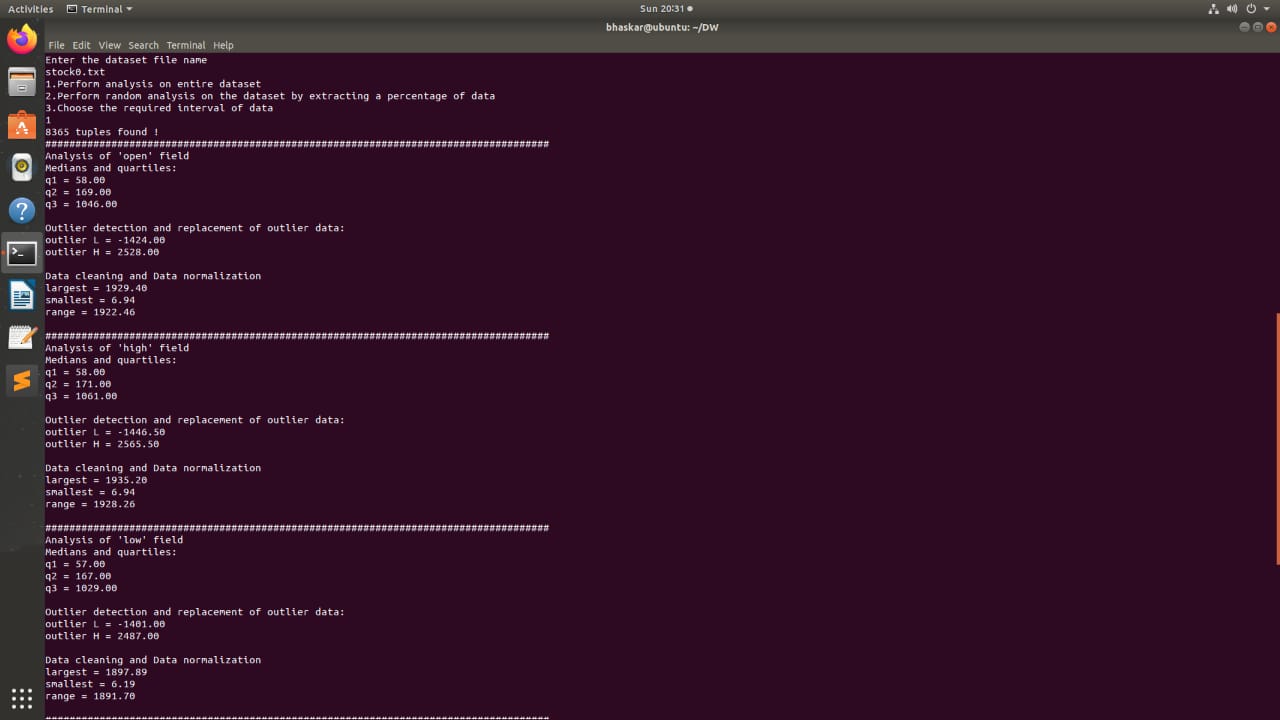 Activities Terminal Sun 20:31
bhaskar@ubuntu: ~/DW
File Edit View Search Terminal Help
Enter the dataset file name
stock0.txt
1.Perform analysis on entire dataset
2.Perform random analysis on the dataset by extracting a percentage of data
3.Choose the required interval of data
1
8365 tuples found !
####################################################################################
Analysis of 'open' field
Medians and quartiles:
q1 = 58.00
q2 = 169.00
q3 = 1046.00
Outlier detection and replacement of outlier data:
outlier L = -1424.00
outlier H = 2528.00
Data cleaning and Data normalization
largest = 1929.40
smallest = 6.94
range = 1922.46
####################################################################################
Analysis of 'high' field
Medians and quartiles:
q1 = 58.00
q2 = 171.00
q3 = 1061.00
Outlier detection and replacement of outlier data:
outlier L = -1446.50
outlier H = 2565.50
Data cleaning and Data normalization
largest = 1935.20
smallest = 6.94
range = 1928.26
####################################################################################
Analysis of 'low' field
Medians and quartiles:
q1 = 57.00
q2 = 167.00
q3 = 1029.00
Outlier detection and replacement of outlier data:
outlier L = -1401.00
outlier H = 2487.00
Data cleaning and Data normalization
largest = 1897.89
smallest = 6.19
range = 1891.70
####################################################################################